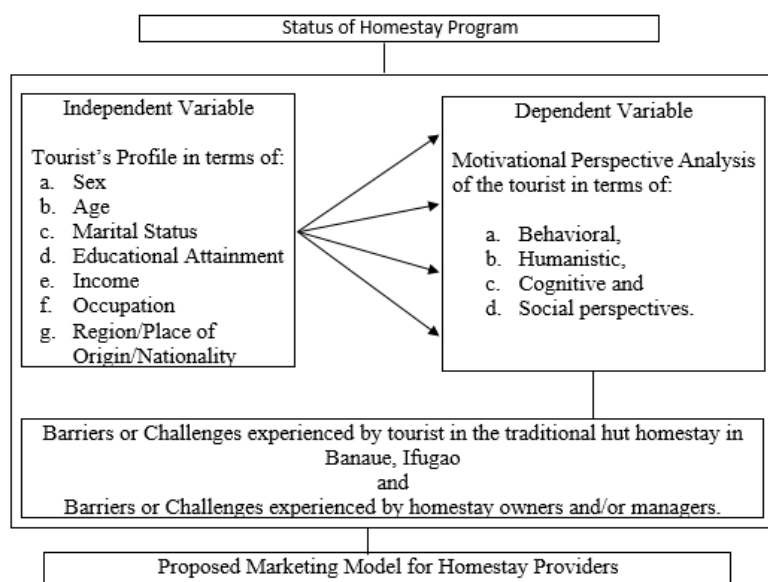 Status of Homestay Program
Independent Variable
Tourist's Profile in terms of:
a. Sex
b. Age
c. Marital Status
d. Educational Attainment
e. Income
f. Occupation
g. Region/Place of
Origin/Nationality
Dependent Variable
Motivational Perspective Analysis
of the tourist in terms of:
a. Behavioral,
b. Humanistic,
c. Cognitive and
d. Social perspectives.
Barriers or Challenges experienced by tourist in the traditional hut homestay in
Banaue, Ifugao
and
Barriers or Challenges experienced by homestay owners and/or managers.
Proposed Marketing Model for Homestay Providers